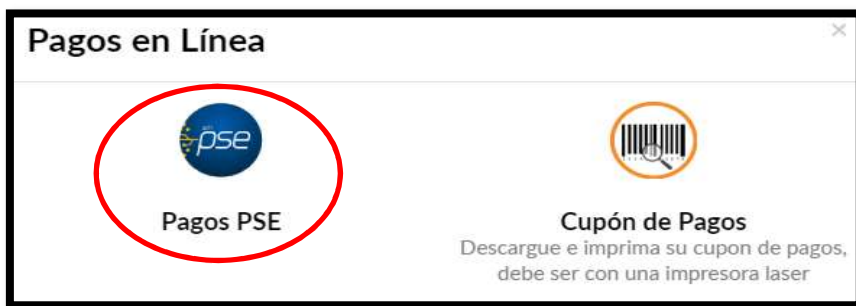 Pagos en Línea
pse
Pagos PSE
Cupón de Pagos
Descargue e imprima su cupon de pagos,
debe ser con una impresora laser